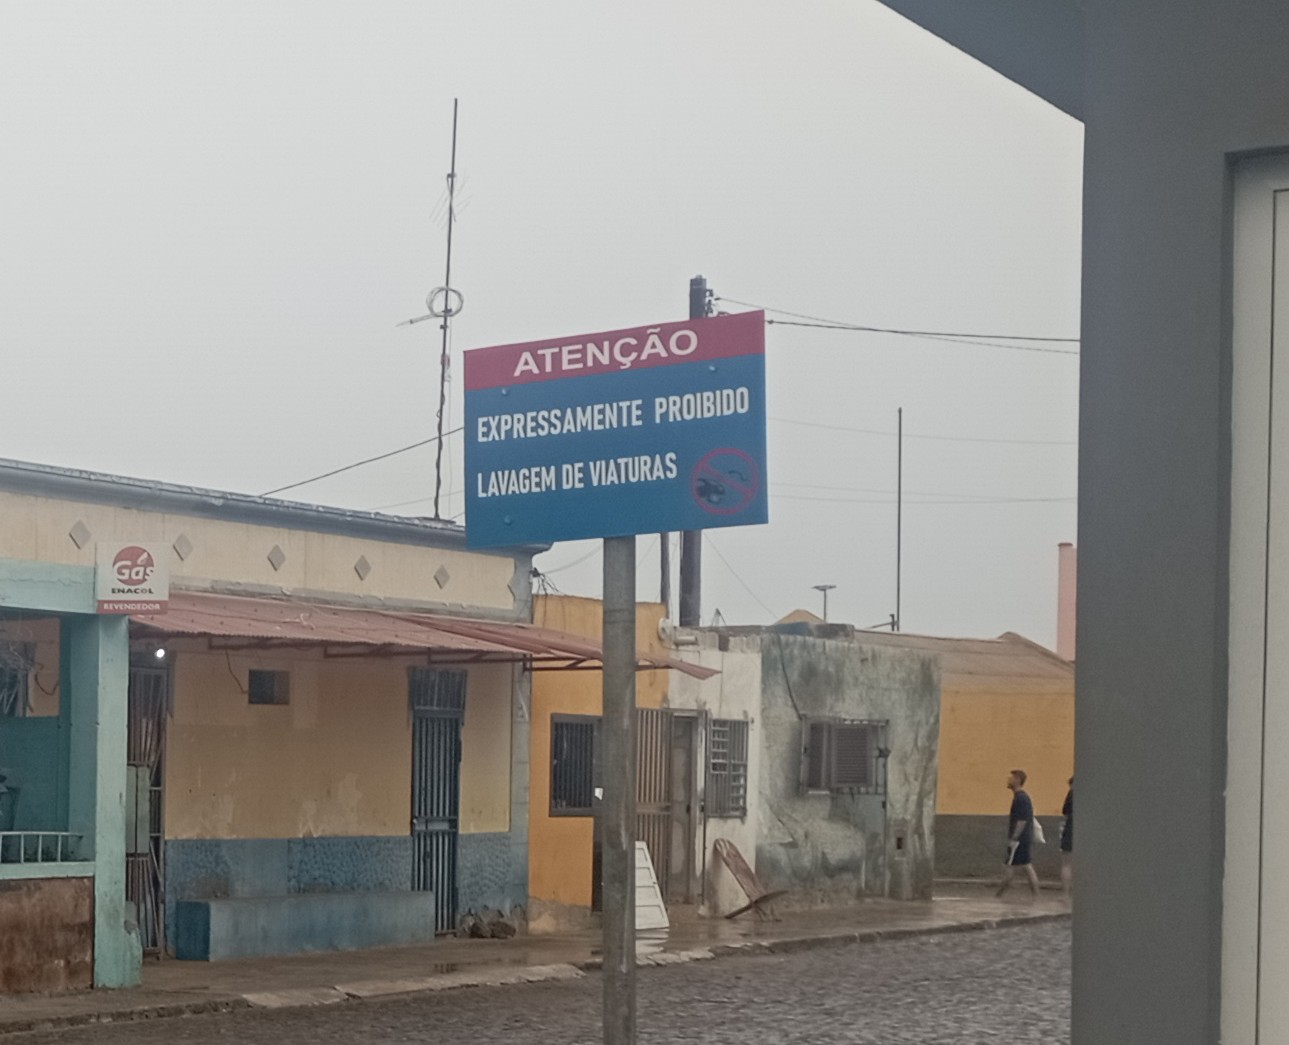 ATENÇÃO
EXPRESSAMENTE PROIBIDO
LAVAGEM DE VIATURAS
Gás
ENACOL
REVENDEDOR